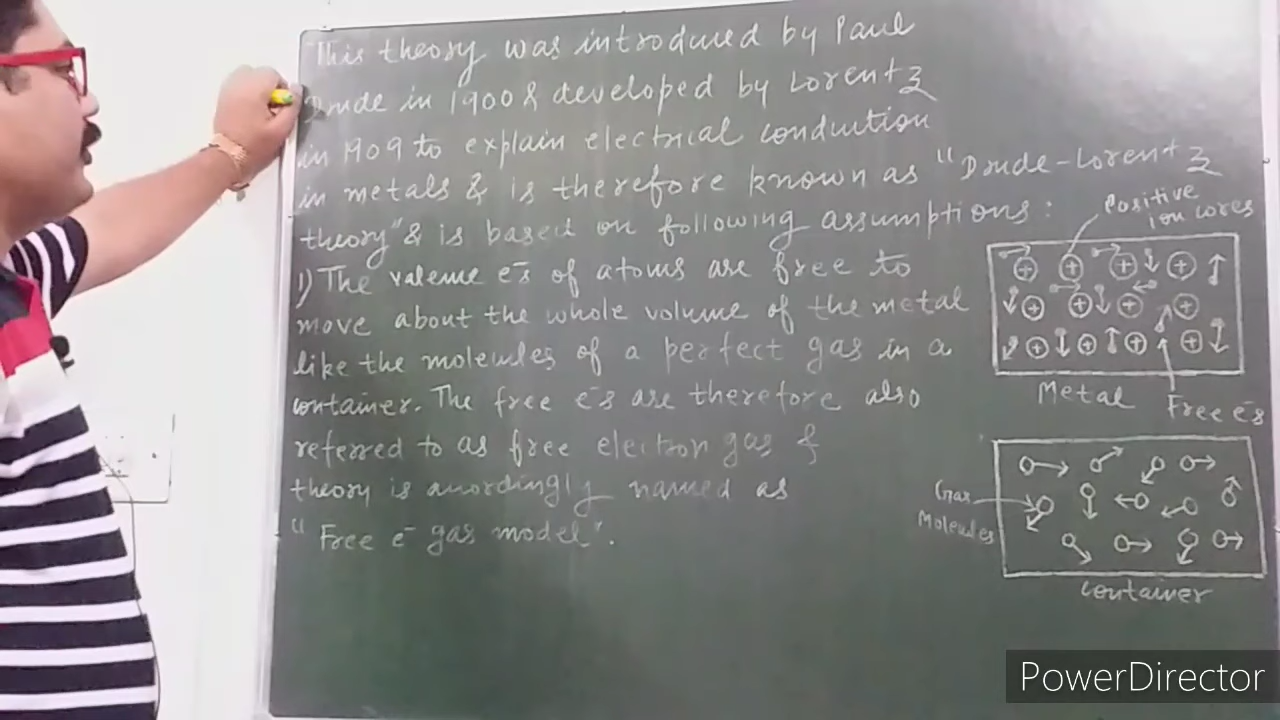 This theory was introduced by Paul
Drude in 1900 & developed by Lorentz
in 1909 to explain electrical conduction
in metals & is therefore known as "Drude-Lorentz
theory" & is based on following assumptions:
1) The valence e⁻s of atoms are free to
move about the whole volume of the metal
like the molecules of a perfect gas in a
container. The free e⁻s are therefore also
referred to as free electron gas &
theory is accordingly named as
"Free e⁻ gas model".
Positive
ion cores
Metal
Free e⁻s
Gas
Molecules
Container
PowerDirector